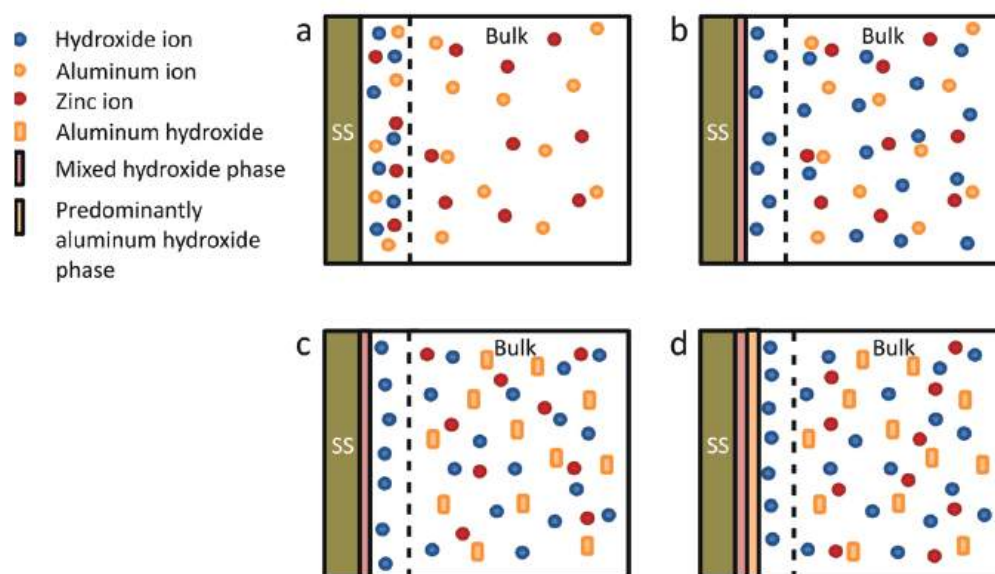 Hydroxide ion
Aluminum ion
Zinc ion
Aluminum hydroxide
Mixed hydroxide phase
Predominantly
aluminum hydroxide
phase
a
Bulk
SS
b
Bulk
SS
c
Bulk
SS
d
Bulk
SS